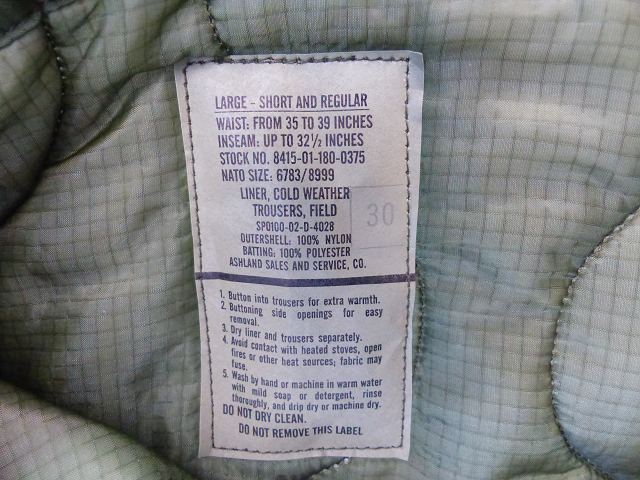 LARGE - SHORT AND REGULAR
WAIST: FROM 35 TO 39 INCHES
INSEAM: UP TO 32½ INCHES
STOCK NO. 8415-01-180-0375
NATO SIZE: 6783/8999
LINER, COLD WEATHER
TROUSERS, FIELD
30
SPO100-02-D-4028
OUTERSHELL: 100% NYLON
BATTING: 100% POLYESTER
ASHLAND SALES AND SERVICE, CO.
1. Button into trousers for extra warmth.
2. Buttoning side openings for easy
removal.
3. Dry liner and trousers separately.
4. Avoid contact with heated stoves, open
fires or other heat sources; fabric may
fuse.
5. Wash by hand or machine in warm water
with mild soap or detergent, rinse
thoroughly, and drip dry or machine dry.
DO NOT DRY CLEAN.
DO NOT REMOVE THIS LABEL